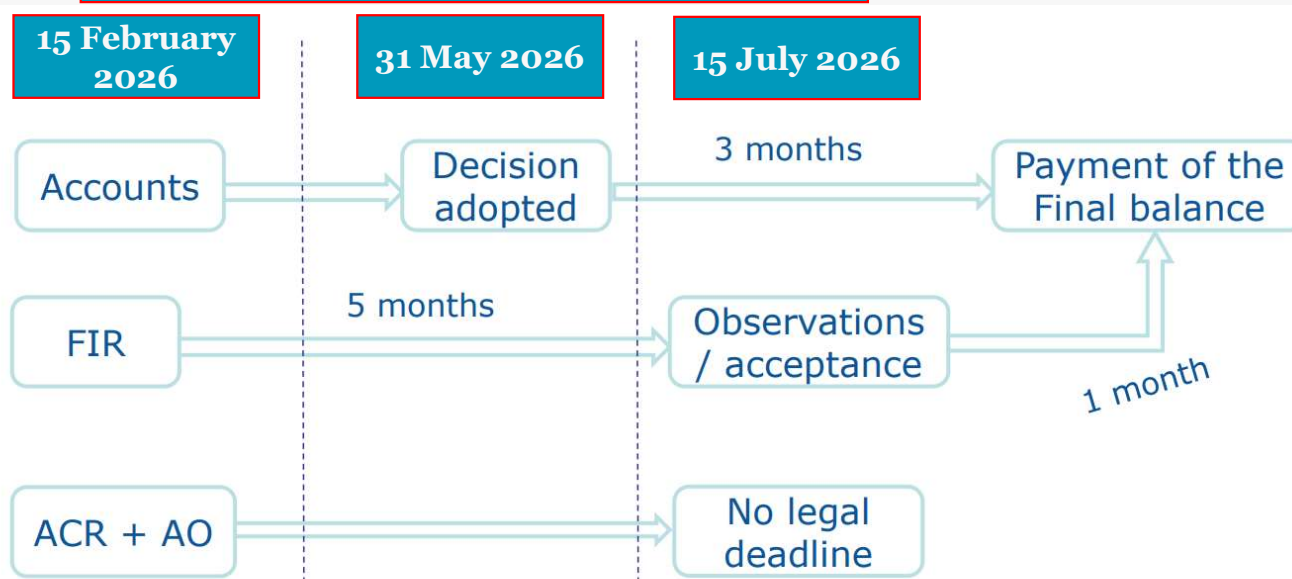 15 February
2026
31 May 2026
15 July 2026
3 months
Accounts
Decision
adopted
Payment of the
Final balance
5 months
FIR
Observations
/ acceptance
1 month
ACR + AO
No legal
deadline